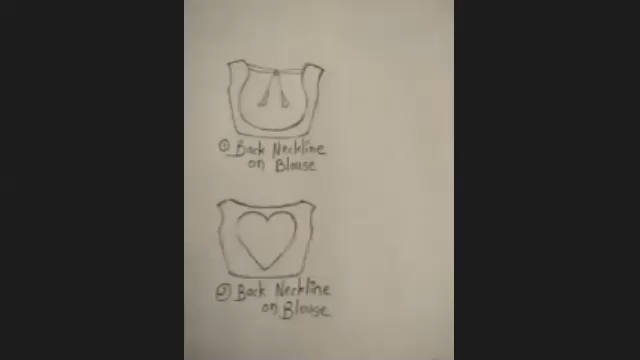 ① Back Neckline
on Blouse
② Back Neckline
on Blouse